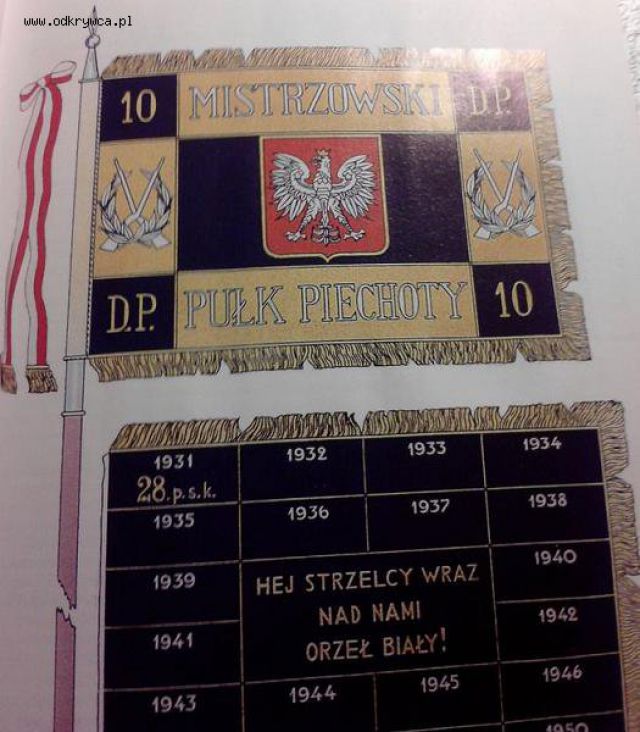 www.odkrywca.pl
10 MISTRZOWSKI D.P.
D.P. PUŁK PIECHOTY 10
1931 1932 1933 1934
28.p.s.k.
1935 1936 1937 1938
1939 HEJ STRZELCY WRAZ 1940
NAD NAMI
1941 ORZEŁ BIAŁY! 1942
1943 1944 1945 1946
1950